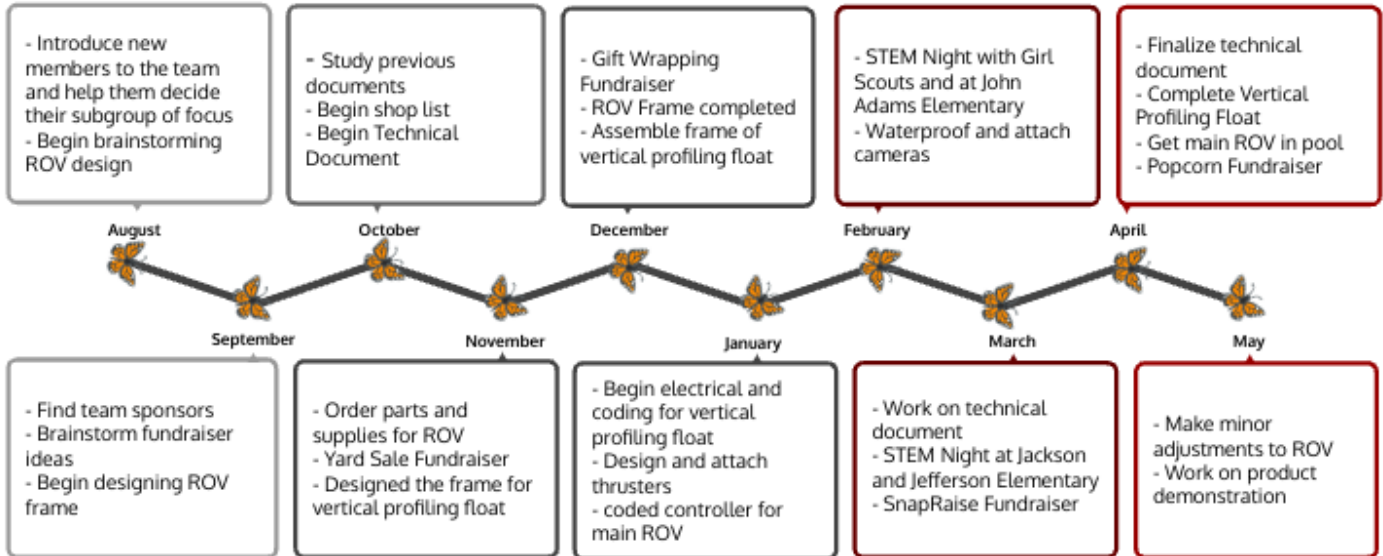 - Introduce new
members to the team
and help them decide
their subgroup of focus
- Begin brainstorming
ROV design
- Study previous
documents
- Begin shop list
- Begin Technical
Document
- Gift Wrapping
Fundraiser
- ROV Frame completed
- Assemble frame of
vertical profiling float
- STEM Night with Girl
Scouts and at John
Adams Elementary
- Waterproof and attach
cameras
- Finalize technical
document
- Complete Vertical
Profiling Float
- Get main ROV in pool
- Popcorn Fundraiser
August
October
December
February
April
September
November
January
March
May
- Find team sponsors
- Brainstorm fundraiser
ideas
- Begin designing ROV
frame
- Order parts and
supplies for ROV
- Yard Sale Fundraiser
- Designed the frame for
vertical profiling float
- Begin electrical and
coding for vertical
profiling float
- Design and attach
thrusters
- coded controller for
main ROV
- Work on technical
document
- STEM Night at Jackson
and Jefferson Elementary
- SnapRaise Fundraiser
- Make minor
adjustments to ROV
- Work on product
demonstration